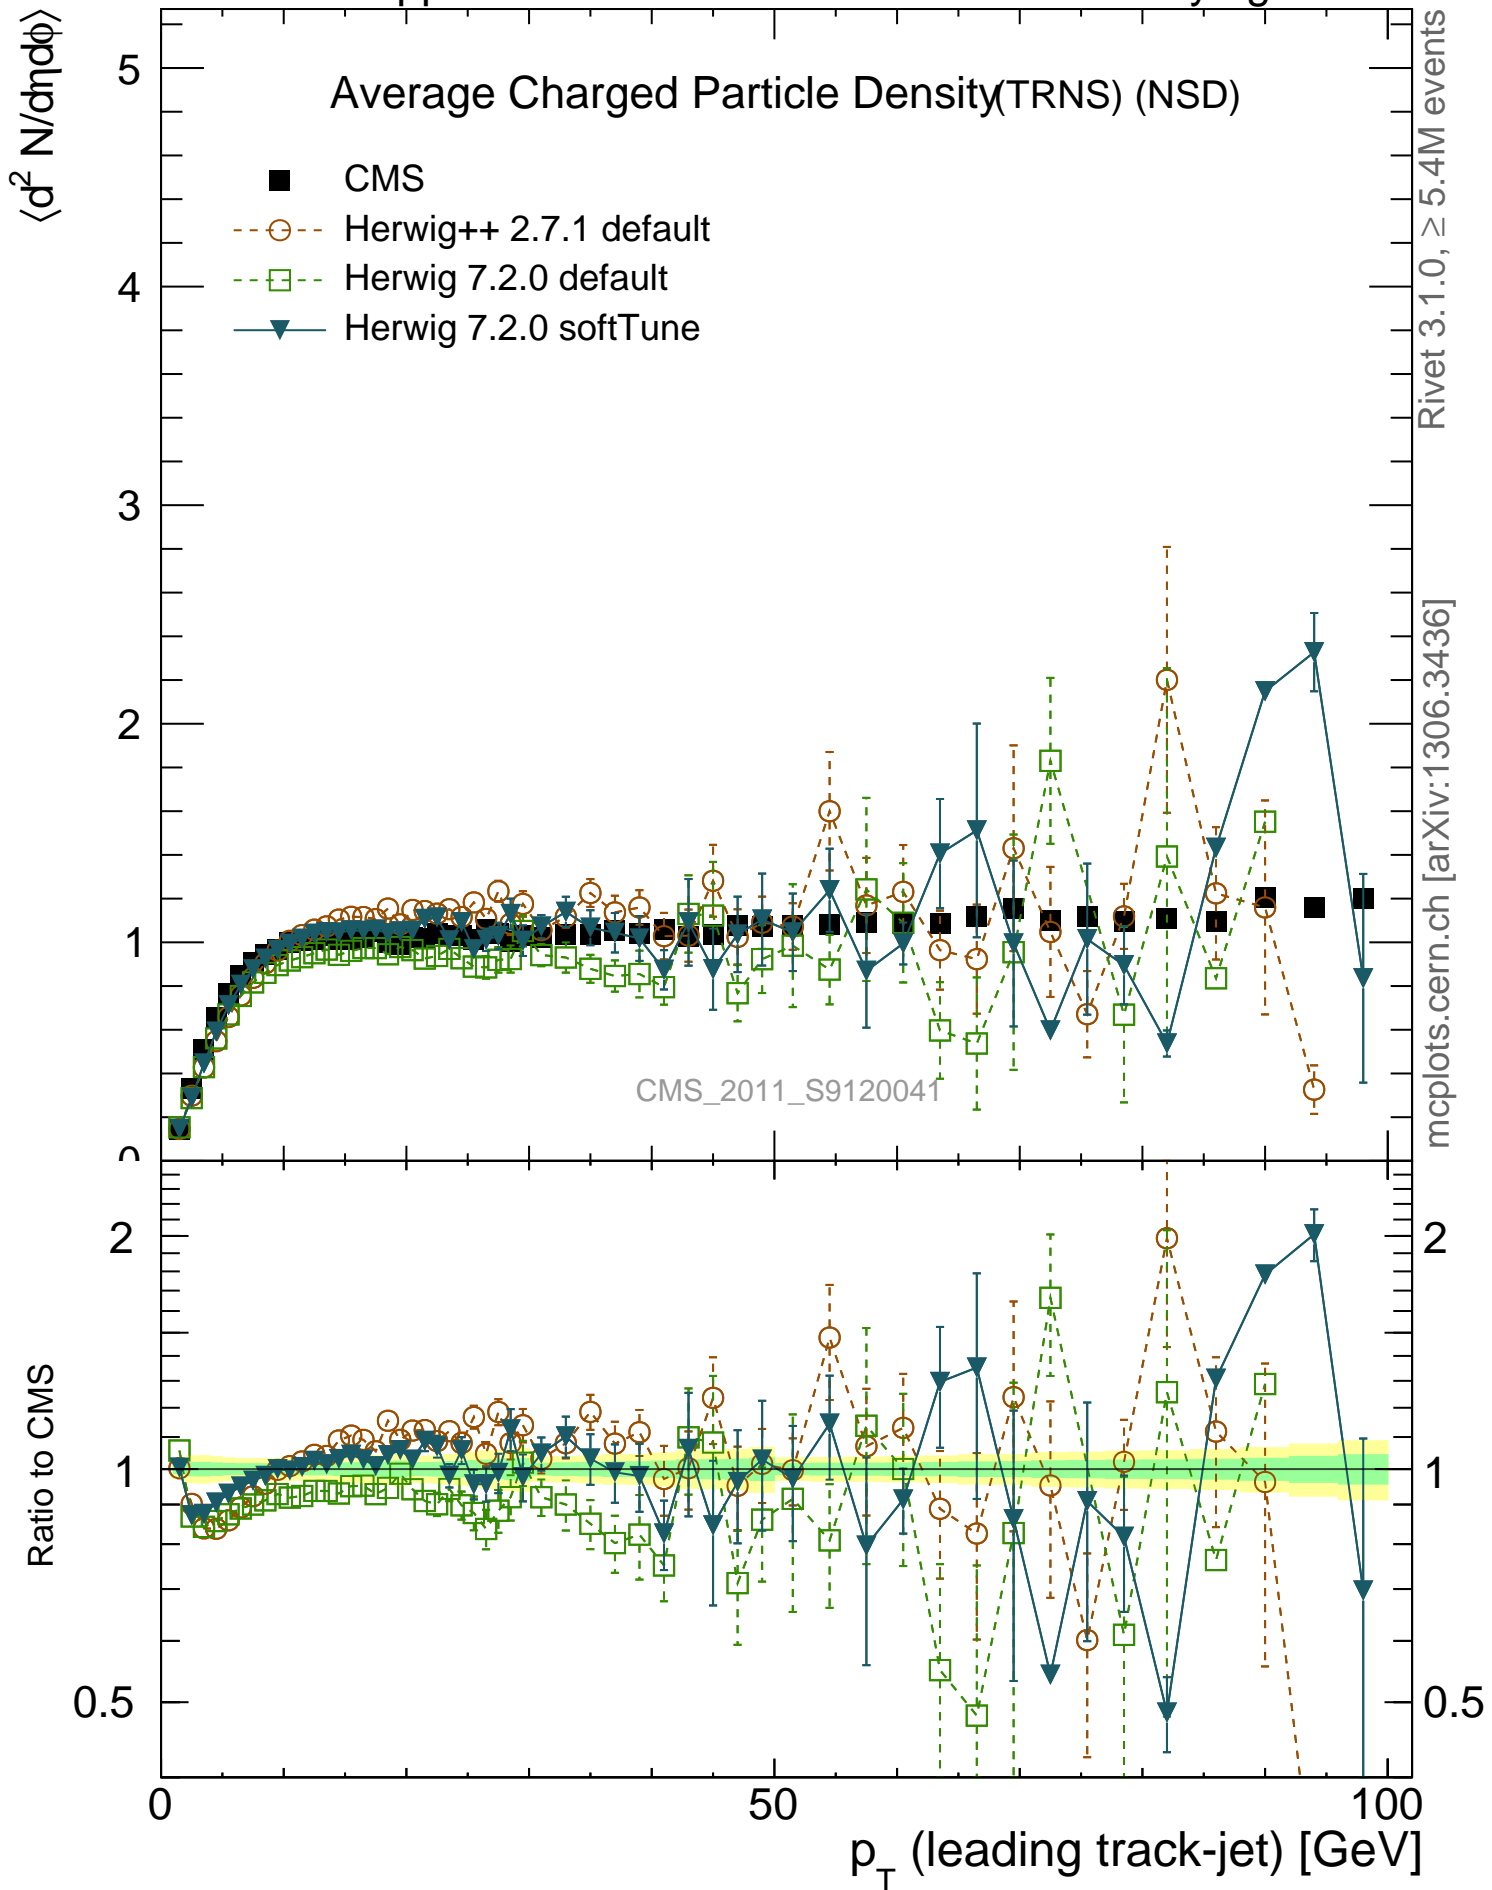 Average Charged Particle Density (TRNS) (NSD)
⟨d² N/dηdφ⟩
CMS
Herwig++ 2.7.1 default
Herwig 7.2.0 default
Herwig 7.2.0 softTune
5
4
3
2
1
0
CMS_2011_S9120041
Rivet 3.1.0, ≥ 5.4M events
mcplots.cern.ch [arXiv:1306.3436]
Ratio to CMS
2
1
0.5
2
1
0.5
0
50
100
p_T (leading track-jet) [GeV]